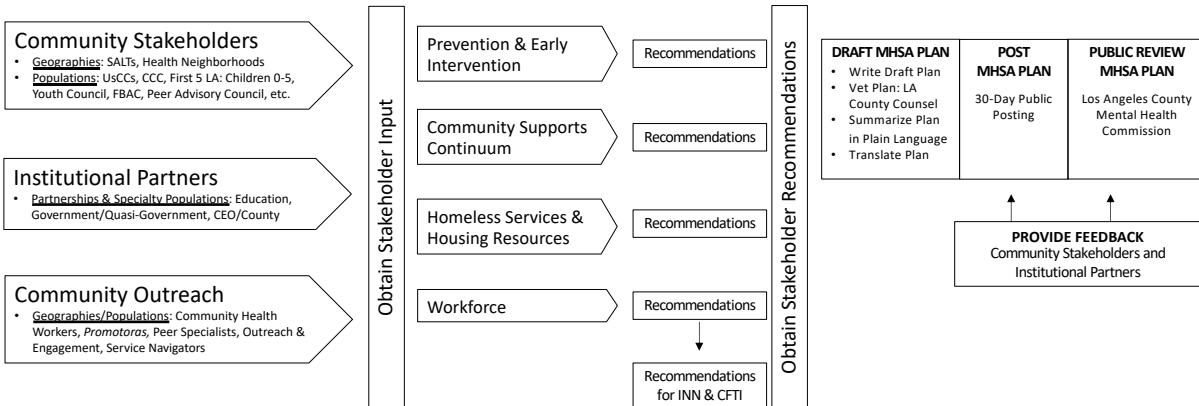 Community Stakeholders
• Geographies: SALTs, Health Neighborhoods
• Populations: UsCCs, CCC, First 5 LA: Children 0-5,
Youth Council, FBAC, Peer Advisory Council, etc.
Institutional Partners
• Partnerships & Specialty Populations: Education,
Government/Quasi-Government, CEO/County
Community Outreach
• Geographies/Populations: Community Health
Workers, Promotoras, Peer Specialists, Outreach &
Engagement, Service Navigators
Obtain Stakeholder Input
Prevention & Early
Intervention
Recommendations
Community Supports
Continuum
Recommendations
Homeless Services &
Housing Resources
Recommendations
Workforce
Recommendations
Recommendations
for INN & CFTI
Obtain Stakeholder Recommendations
DRAFT MHSA PLAN
• Write Draft Plan
• Vet Plan: LA
County Counsel
• Summarize Plan
in Plain Language
• Translate Plan
POST
MHSA PLAN
30-Day Public
Posting
PUBLIC REVIEW
MHSA PLAN
Los Angeles County
Mental Health
Commission
PROVIDE FEEDBACK
Community Stakeholders and
Institutional Partners